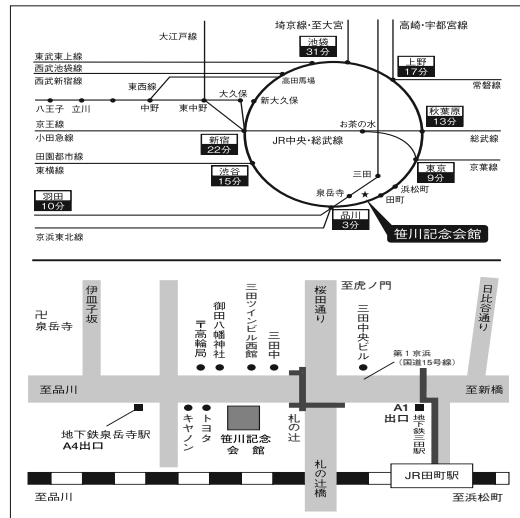 大江戸線
埼京線・至大宮
高崎・宇都宮線
池袋
31分
東武東上線
西武池袋線
西武新宿線
高田馬場
上野
17分
常磐線
東西線
大久保
新大久保
八王子
立川
中野
東中野
秋葉原
13分
お茶の水
京王線
小田急線
新宿
22分
JR中央・総武線
総武線
田園都市線
東横線
渋谷
15分
三田
東京
9分
京葉線
羽田
10分
泉岳寺
★
浜松町
田町
品川
3分
京浜東北線
笹川記念会館
卍
泉岳寺
伊皿子坂
〒高輪局
御田八幡神社
三田ツインビル西館
三田中
桜田通り
至虎ノ門
三田中央ビル
第1京浜
(国道15号線)
日比谷通り
至品川
至新橋
地下鉄泉岳寺駅
A4出口
キヤノン
トヨタ
笹川記念
会館
札の辻
A1
出口
地下鉄三田駅
札の辻橋
JR田町駅
至品川
至浜松町